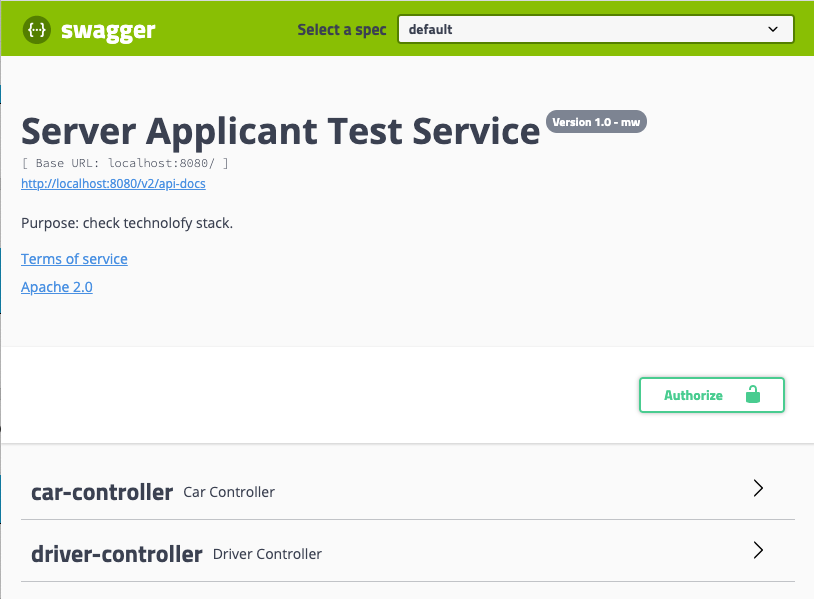 {···} swagger Select a spec default
Server Applicant Test Service Version 1.0 - mw
[ Base URL: localhost:8080/ ]
http://localhost:8080/v2/api-docs
Purpose: check technolofy stack.
Terms of service
Apache 2.0
Authorize
car-controller Car Controller
driver-controller Driver Controller